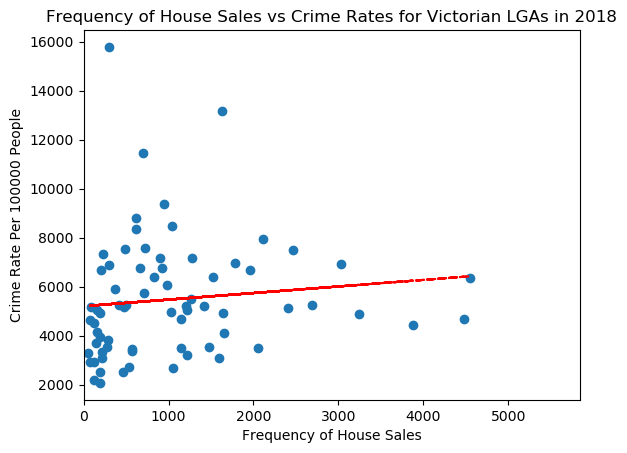 Frequency of House Sales vs Crime Rates for Victorian LGAs in 2018
16000
14000
12000
10000
8000
6000
4000
2000
Crime Rate Per 100000 People
0 1000 2000 3000 4000 5000
Frequency of House Sales